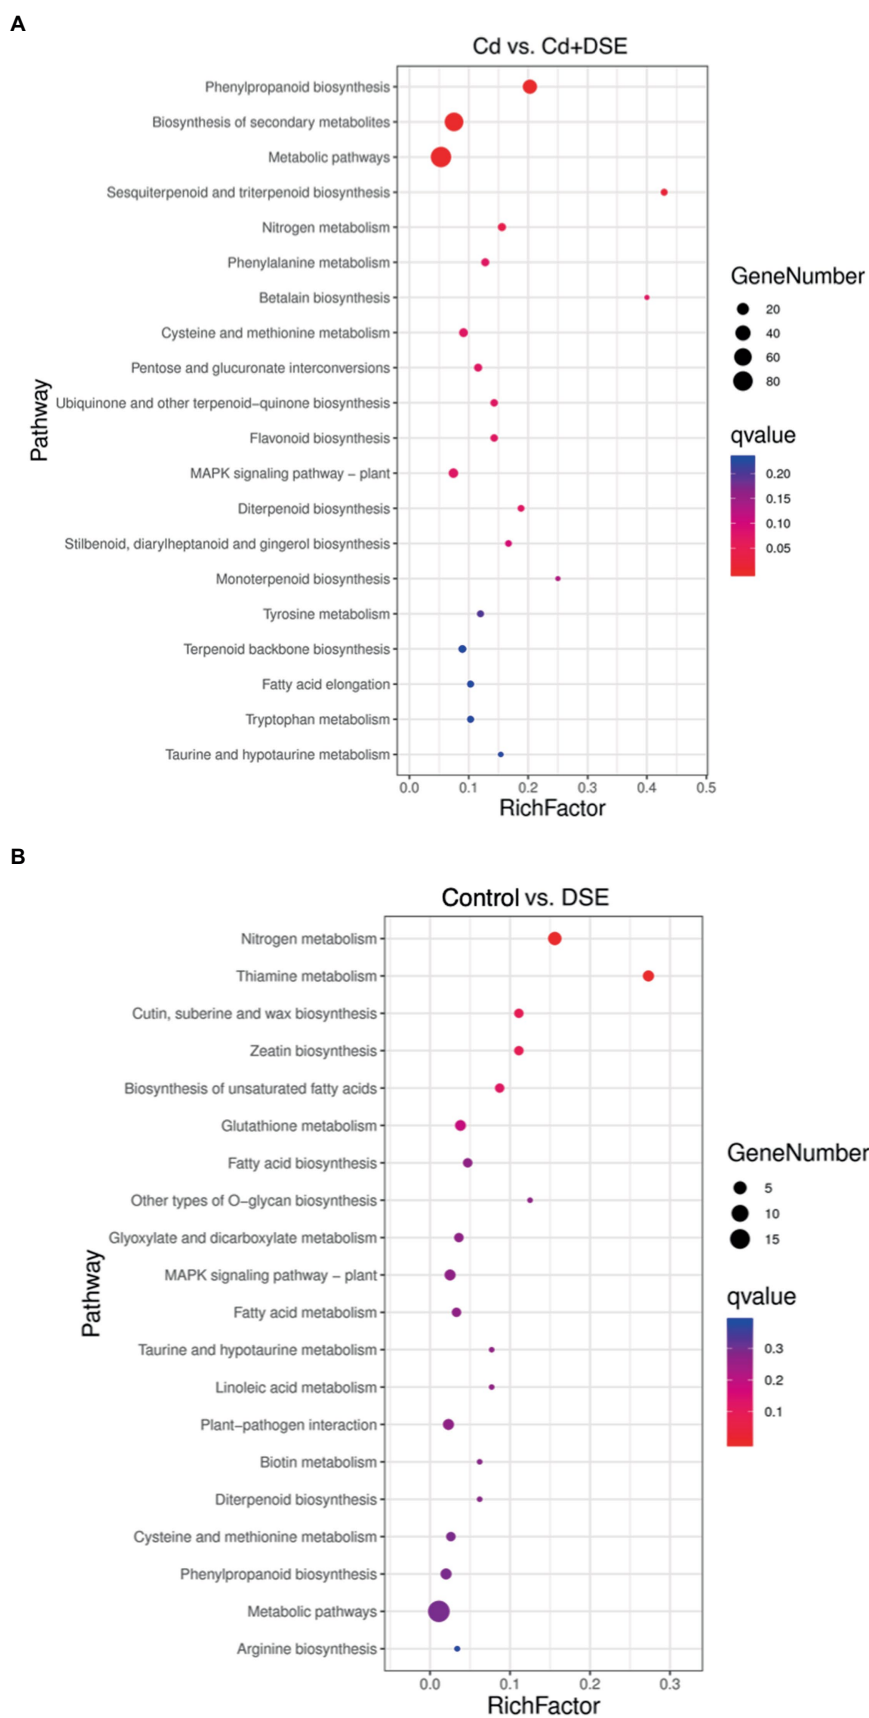 A
Cd vs. Cd+DSE
Phenylpropanoid biosynthesis
Biosynthesis of secondary metabolites
Metabolic pathways
Sesquiterpenoid and triterpenoid biosynthesis
Nitrogen metabolism
Phenylalanine metabolism
Betalain biosynthesis
Cysteine and methionine metabolism
Pentose and glucuronate interconversions
Ubiquinone and other terpenoid–quinone biosynthesis
Flavonoid biosynthesis
MAPK signaling pathway – plant
Diterpenoid biosynthesis
Stilbenoid, diarylheptanoid and gingerol biosynthesis
Monoterpenoid biosynthesis
Tyrosine metabolism
Terpenoid backbone biosynthesis
Fatty acid elongation
Tryptophan metabolism
Taurine and hypotaurine metabolism
Pathway
0.0 0.1 0.2 0.3 0.4 0.5
RichFactor
GeneNumber
20
40
60
80
qvalue
0.20
0.15
0.10
0.05
B
Control vs. DSE
Nitrogen metabolism
Thiamine metabolism
Cutin, suberine and wax biosynthesis
Zeatin biosynthesis
Biosynthesis of unsaturated fatty acids
Glutathione metabolism
Fatty acid biosynthesis
Other types of O–glycan biosynthesis
Glyoxylate and dicarboxylate metabolism
MAPK signaling pathway – plant
Fatty acid metabolism
Taurine and hypotaurine metabolism
Linoleic acid metabolism
Plant–pathogen interaction
Biotin metabolism
Diterpenoid biosynthesis
Cysteine and methionine metabolism
Phenylpropanoid biosynthesis
Metabolic pathways
Arginine biosynthesis
Pathway
0.0 0.1 0.2 0.3
RichFactor
GeneNumber
5
10
15
qvalue
0.3
0.2
0.1